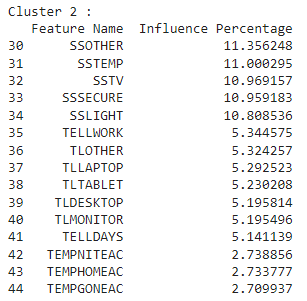 Cluster 2 :
Feature Name Influence Percentage
30 SSOTHER 11.356248
31 SSTEMP 11.000295
32 SSTV 10.969157
33 SSSECURE 10.959183
34 SSLIGHT 10.808536
35 TELLWORK 5.344575
36 TLOTHER 5.324257
37 TLLAPTOP 5.292523
38 TLTABLET 5.230208
39 TLDESKTOP 5.195814
40 TLMONITOR 5.195496
41 TELLDAYS 5.141139
42 TEMPNITEAC 2.738856
43 TEMPHOMEAC 2.733777
44 TEMPGONEAC 2.709937